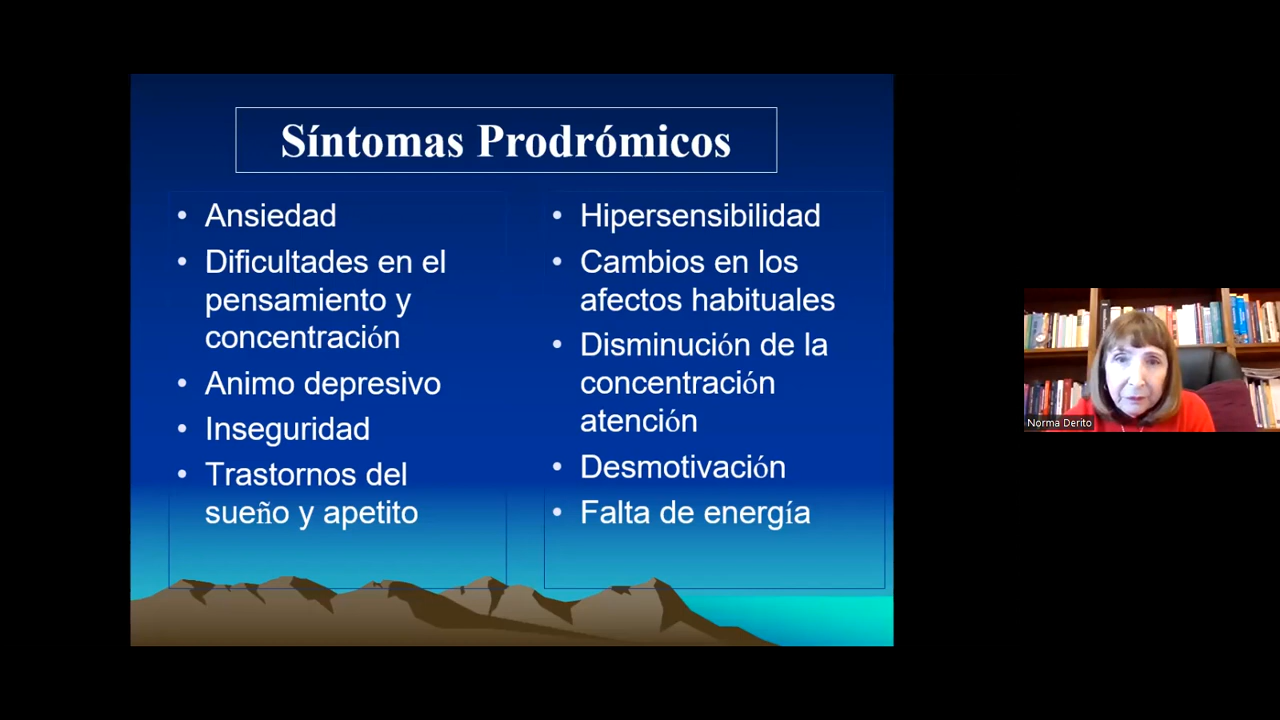 Síntomas Prodrómicos
• Ansiedad
• Dificultades en el
pensamiento y
concentración
• Animo depresivo
• Inseguridad
• Trastornos del
sueño y apetito
• Hipersensibilidad
• Cambios en los
afectos habituales
• Disminución de la
concentración
atención
• Desmotivación
• Falta de energía
Norma Derito